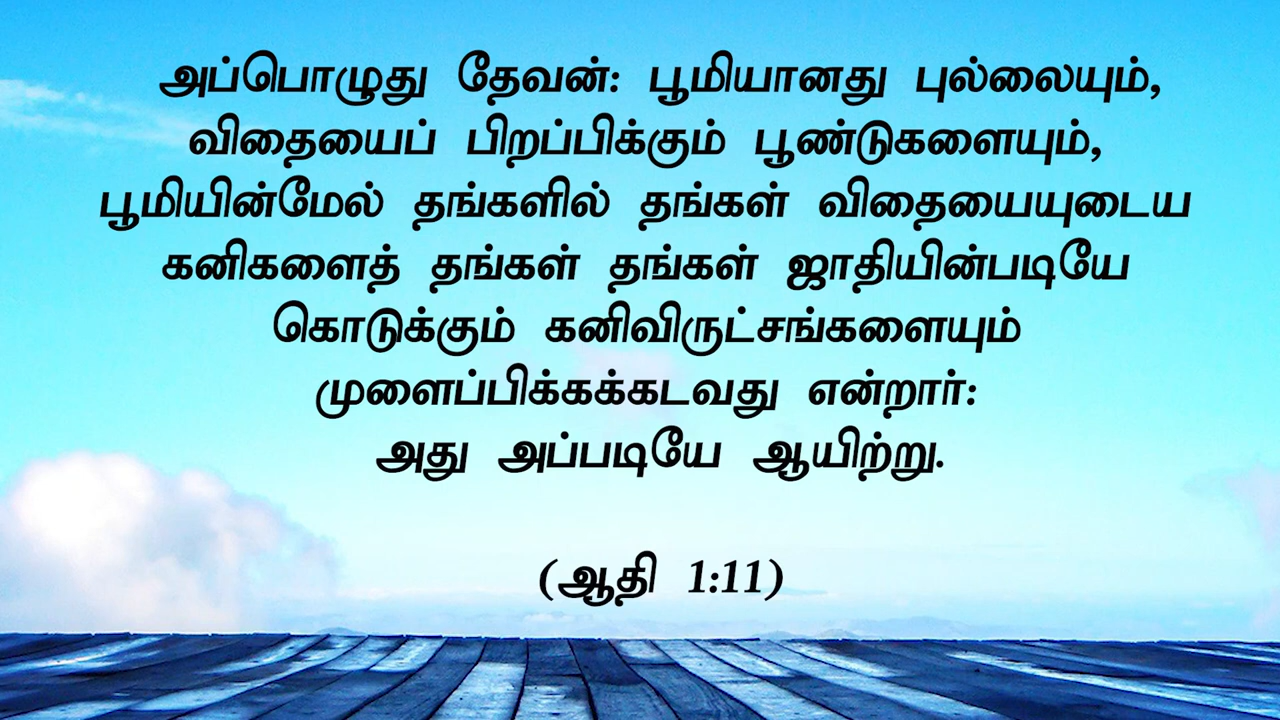 அப்பொழுது தேவன்: பூமியானது புல்லையும்,
விதையைப் பிறப்பிக்கும் பூண்டுகளையும்,
பூமியின்மேல் தங்களில் தங்கள் விதையையுடைய
கனிகளைத் தங்கள் தங்கள் ஜாதியின்படியே
கொடுக்கும் கனிவிருட்சங்களையும்
முளைப்பிக்கக்கடவது என்றார்:
அது அப்படியே ஆயிற்று.
(ஆதி 1:11)